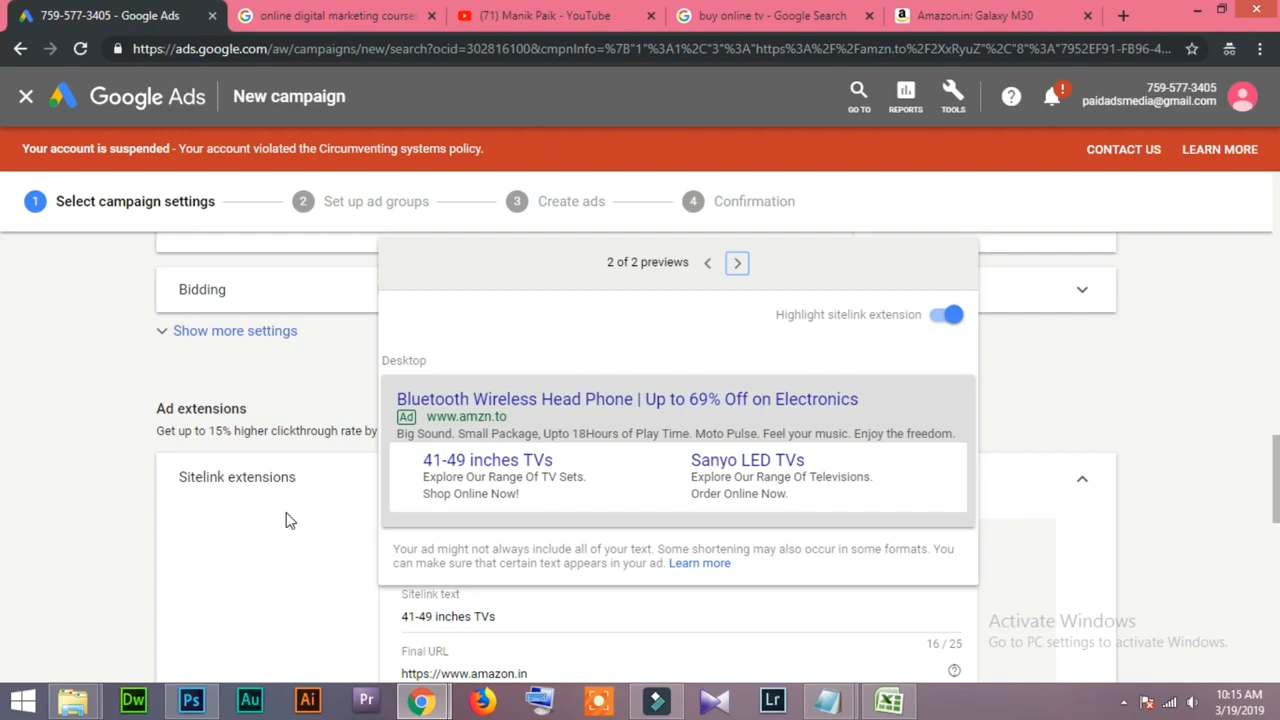 759-577-3405 - Google Ads
online digital marketing course
(71) Manik Paik - YouTube
buy online tv - Google Search
Amazon.in: Galaxy M30
https://ads.google.com/aw/campaigns/new/search?ocid=302816100&cmpnInfo=%7B"1"%3A1%2C"3"%3A"https%3A%2F%2Famzn.to%2F2XxRyuZ"%2C"8"%3A"7952EF91-FB96-4...
Google Ads
New campaign
GO TO
REPORTS
TOOLS
759-577-3405
paidadsmedia@gmail.com
Your account is suspended - Your account violated the Circumventing systems policy.
CONTACT US
LEARN MORE
1 Select campaign settings
2 Set up ad groups
3 Create ads
4 Confirmation
2 of 2 previews
Bidding
Highlight sitelink extension
Show more settings
Desktop
Bluetooth Wireless Head Phone | Up to 69% Off on Electronics
Ad www.amzn.to
Big Sound. Small Package, Upto 18Hours of Play Time. Moto Pulse. Feel your music. Enjoy the freedom.
Ad extensions
Get up to 15% higher clickthrough rate by
41-49 inches TVs
Explore Our Range Of TV Sets.
Shop Online Now!
Sanyo LED TVs
Explore Our Range Of Televisions.
Order Online Now.
Sitelink extensions
Your ad might not always include all of your text. Some shortening may also occur in some formats. You
can make sure that certain text appears in your ad. Learn more
Sitelink text
41-49 inches TVs
16 / 25
Final URL
https://www.amazon.in
Activate Windows
Go to PC settings to activate Windows.
Dw
Ps
Au
Ai
Pr
Lr
10:15 AM
3/19/2019